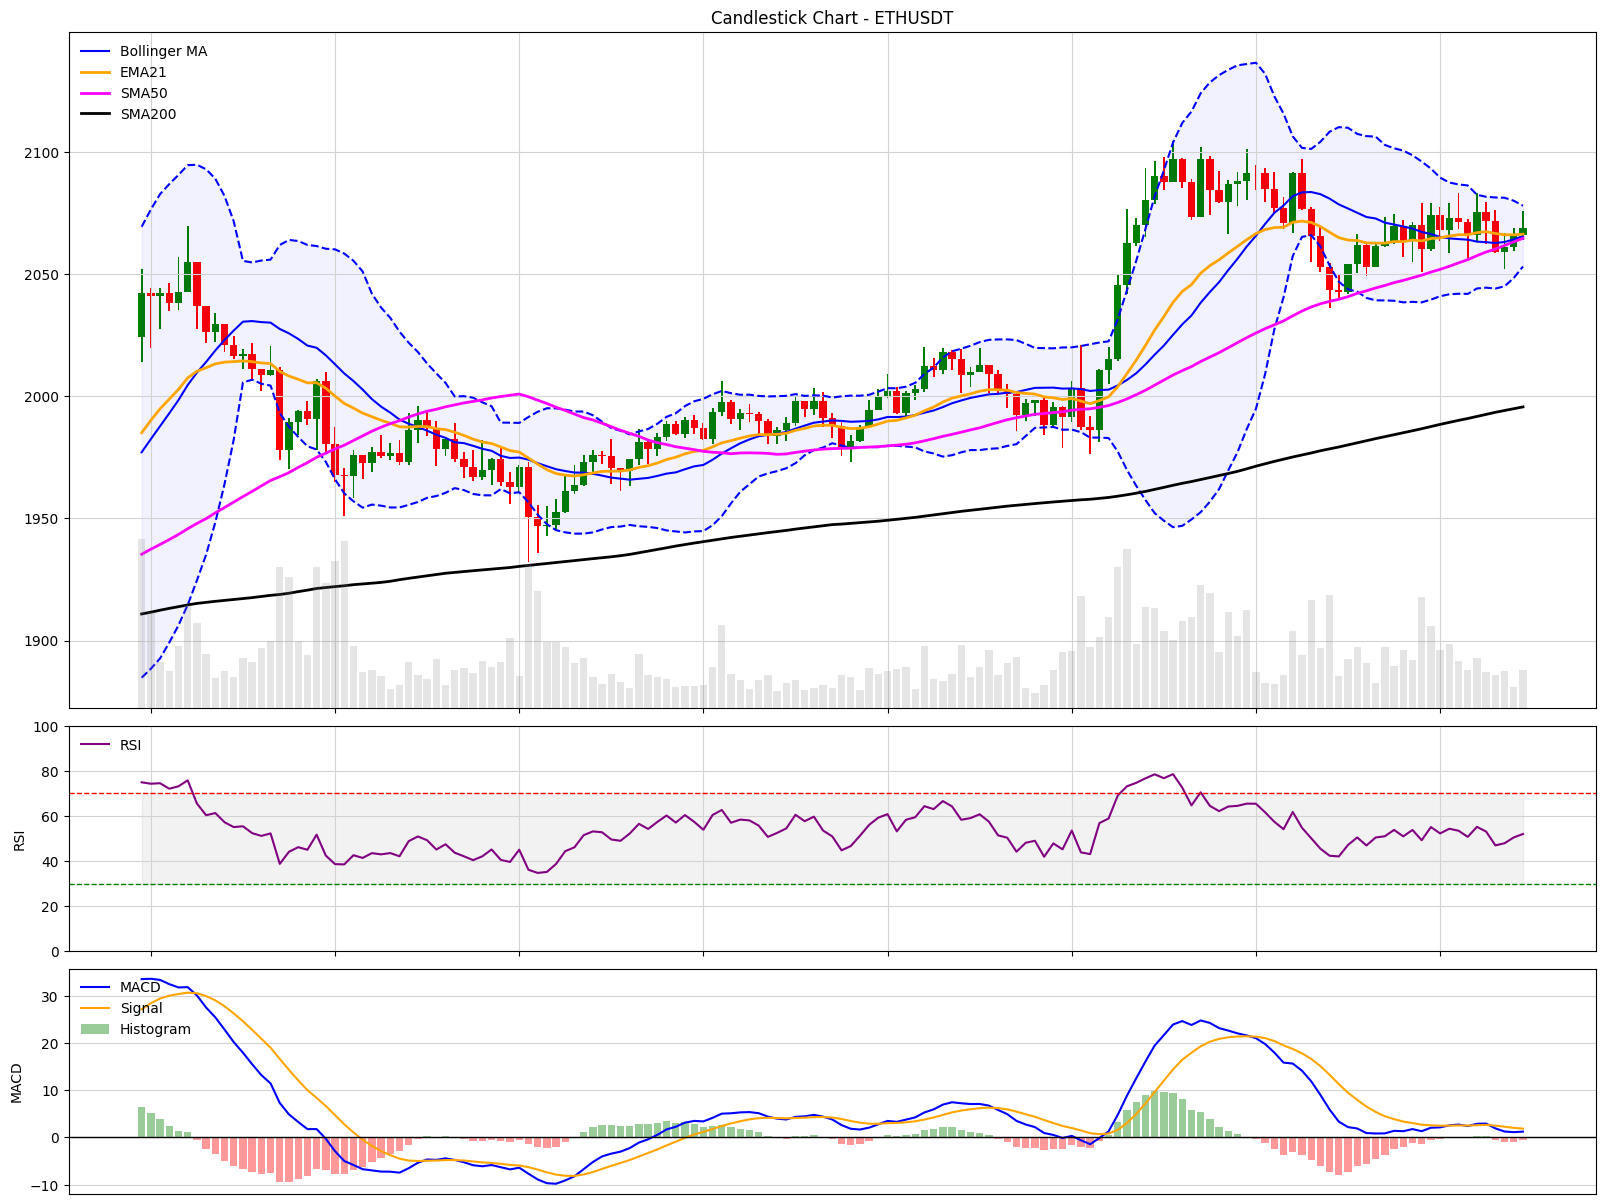 Candlestick Chart - ETHUSDT
Bollinger MA
EMA21
SMA50
SMA200
2100
2050
2000
1950
1900
100
80
60
40
20
0
RSI
RSI
30
20
10
0
−10
MACD
MACD
Signal
Histogram